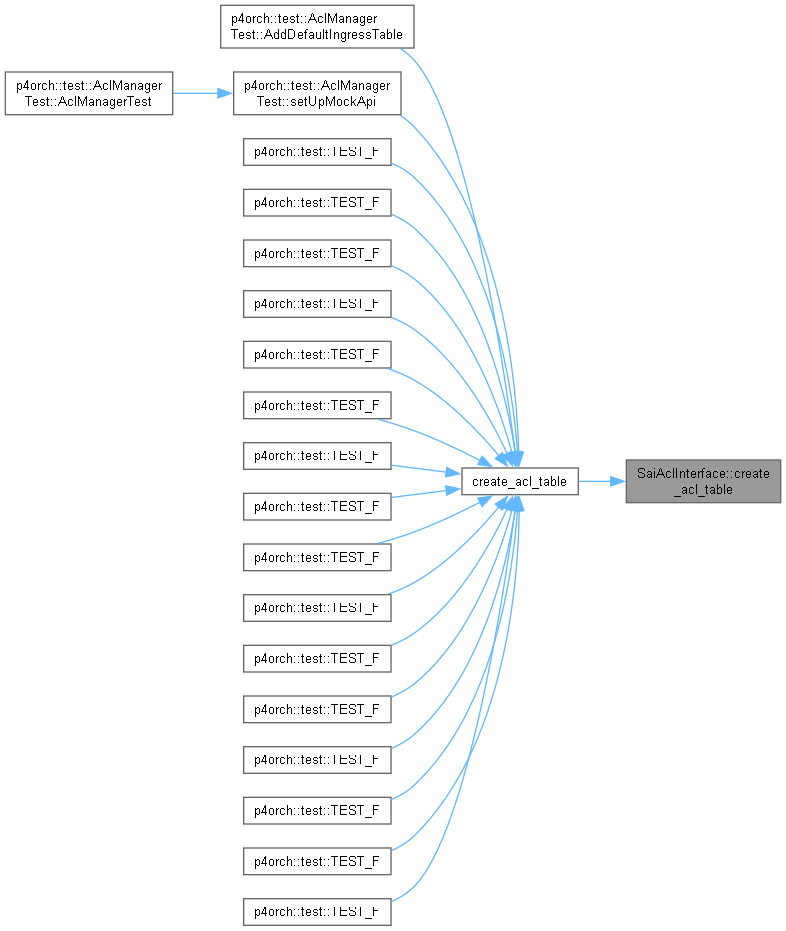 p4orch::test::AclManager
Test::AddDefaultIngressTable
p4orch::test::AclManager
Test::AclManagerTest
p4orch::test::AclManager
Test::setUpMockApi
p4orch::test::TEST_F
p4orch::test::TEST_F
p4orch::test::TEST_F
p4orch::test::TEST_F
p4orch::test::TEST_F
p4orch::test::TEST_F
p4orch::test::TEST_F
create_acl_table
SaiAclInterface::create
_acl_table
p4orch::test::TEST_F
p4orch::test::TEST_F
p4orch::test::TEST_F
p4orch::test::TEST_F
p4orch::test::TEST_F
p4orch::test::TEST_F
p4orch::test::TEST_F
p4orch::test::TEST_F
p4orch::test::TEST_F